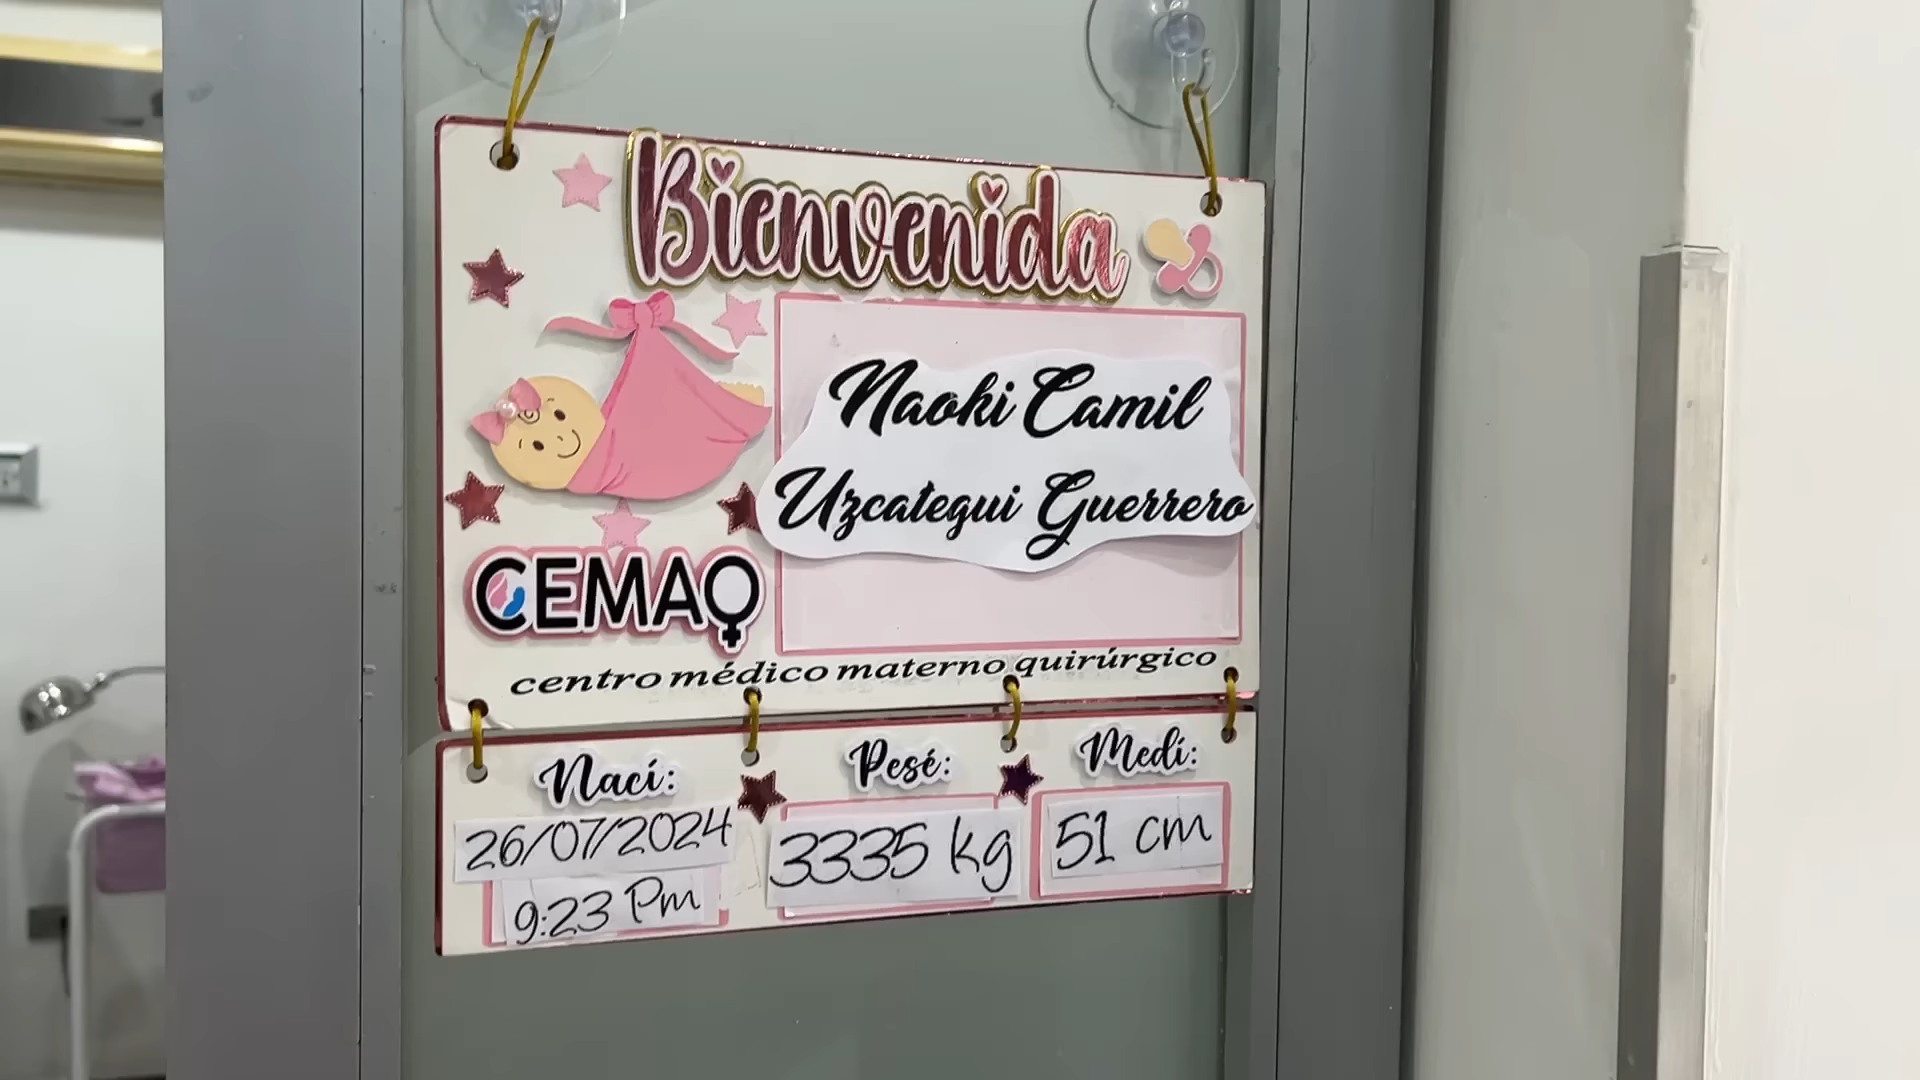 Bienvenida
Naoki Camil
Uzcategui Guerrero
CEMAQ
centro médico materno quirúrgico
Nací:
26/07/2024
9:23 Pm
Pesé:
3335 kg
Medí:
51 cm